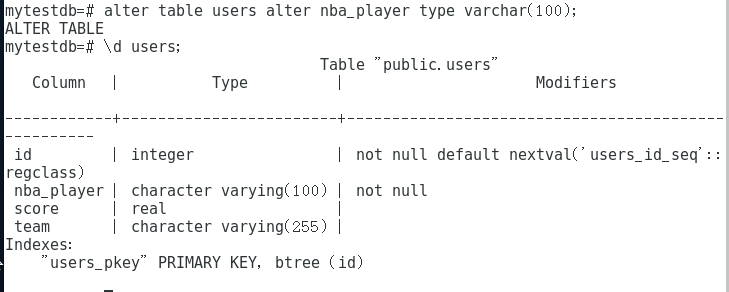 mytestdb=# alter table users alter nba_player type varchar(100);
ALTER TABLE
mytestdb=# \d users;
                                   Table "public.users"
   Column   |          Type          |                     Modifiers

------------+------------------------+------------------------------------------
----------
 id         | integer                | not null default nextval('users_id_seq'::
regclass)
 nba_player | character varying(100) | not null
 score      | real                   |
 team       | character varying(255) |
Indexes:
    "users_pkey" PRIMARY KEY, btree (id)